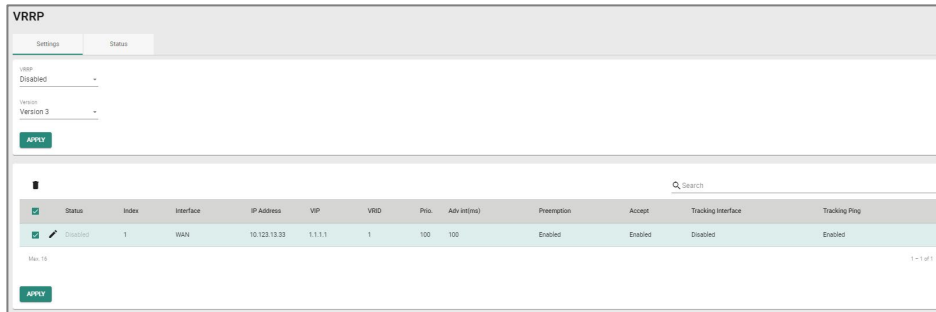 VRRP
Settings Status
VRRP
Disabled
Version
Version 3
APPLY
Search
Status Index Interface IP Address VIP VRID Prio. Adv int(ms) Preemption Accept Tracking Interface Tracking Ping
Disabled 1 WAN 10.123.13.33 1.1.1.1 1 100 100 Enabled Enabled Disabled Enabled
Max. 16 1 – 1 of 1
APPLY